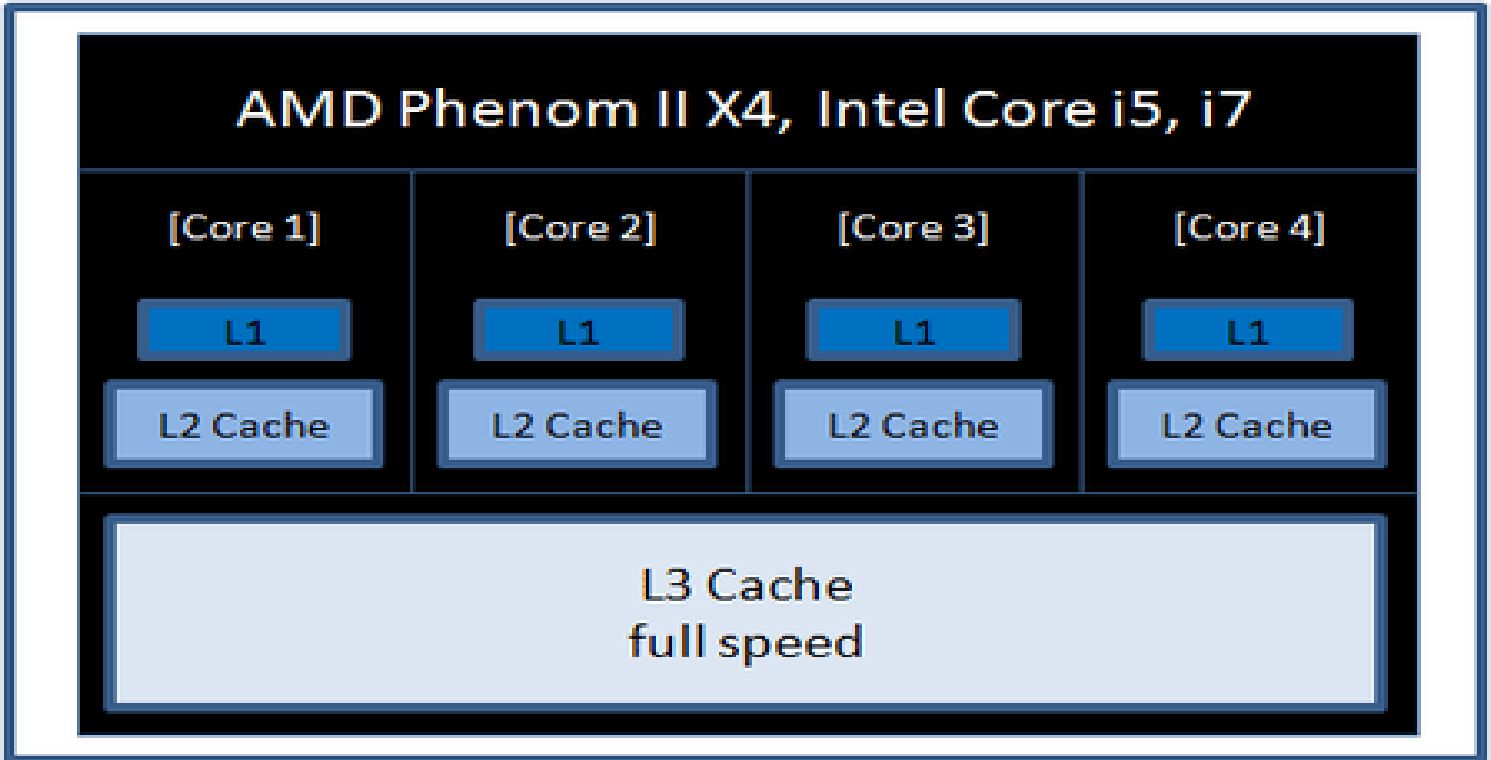 AMD Phenom II X4, Intel Core i5, i7
[Core 1] [Core 2] [Core 3] [Core 4]
L1 L1 L1 L1
L2 Cache L2 Cache L2 Cache L2 Cache
L3 Cache
full speed